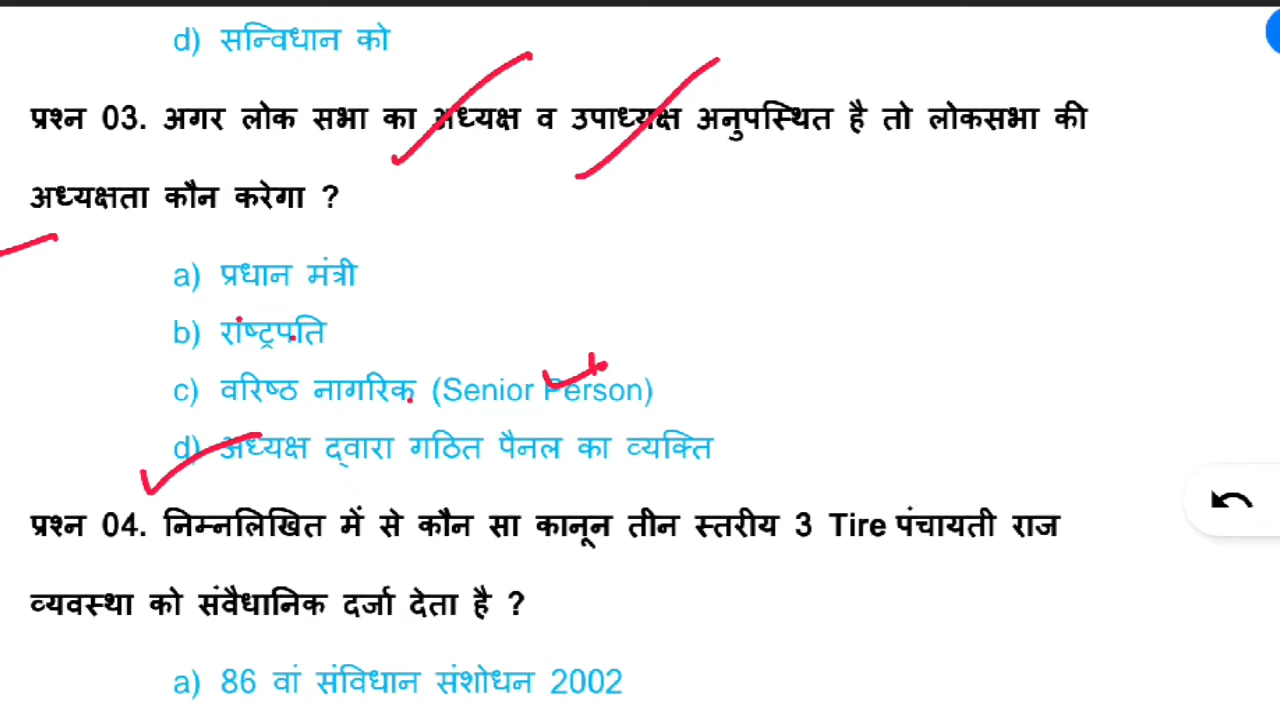 d) सन्विधान को
प्रश्न 03. अगर लोक सभा का अध्यक्ष व उपाध्यक्ष अनुपस्थित है तो लोकसभा की
अध्यक्षता कौन करेगा ?
a) प्रधान मंत्री
b) राष्ट्रपति
c) वरिष्ठ नागरिक (Senior Person)
d) अध्यक्ष द्वारा गठित पैनल का व्यक्ति
प्रश्न 04. निम्नलिखित में से कौन सा कानून तीन स्तरीय 3 Tire पंचायती राज
व्यवस्था को संवैधानिक दर्जा देता है ?
a) 86 वां संविधान संशोधन 2002